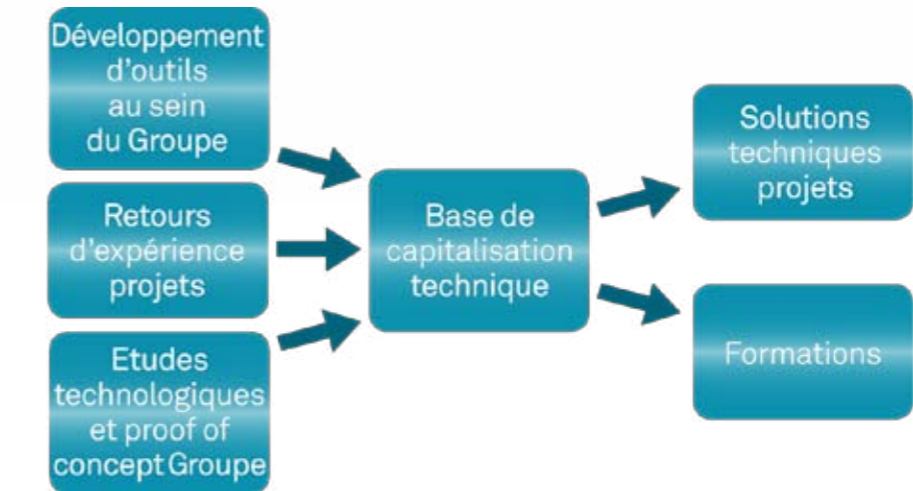 Développement
d'outils
au sein
du Groupe
Retours
d'expérience
projets
Etudes
technologiques
et proof of
concept Groupe
Base de
capitalisation
technique
Solutions
techniques
projets
Formations